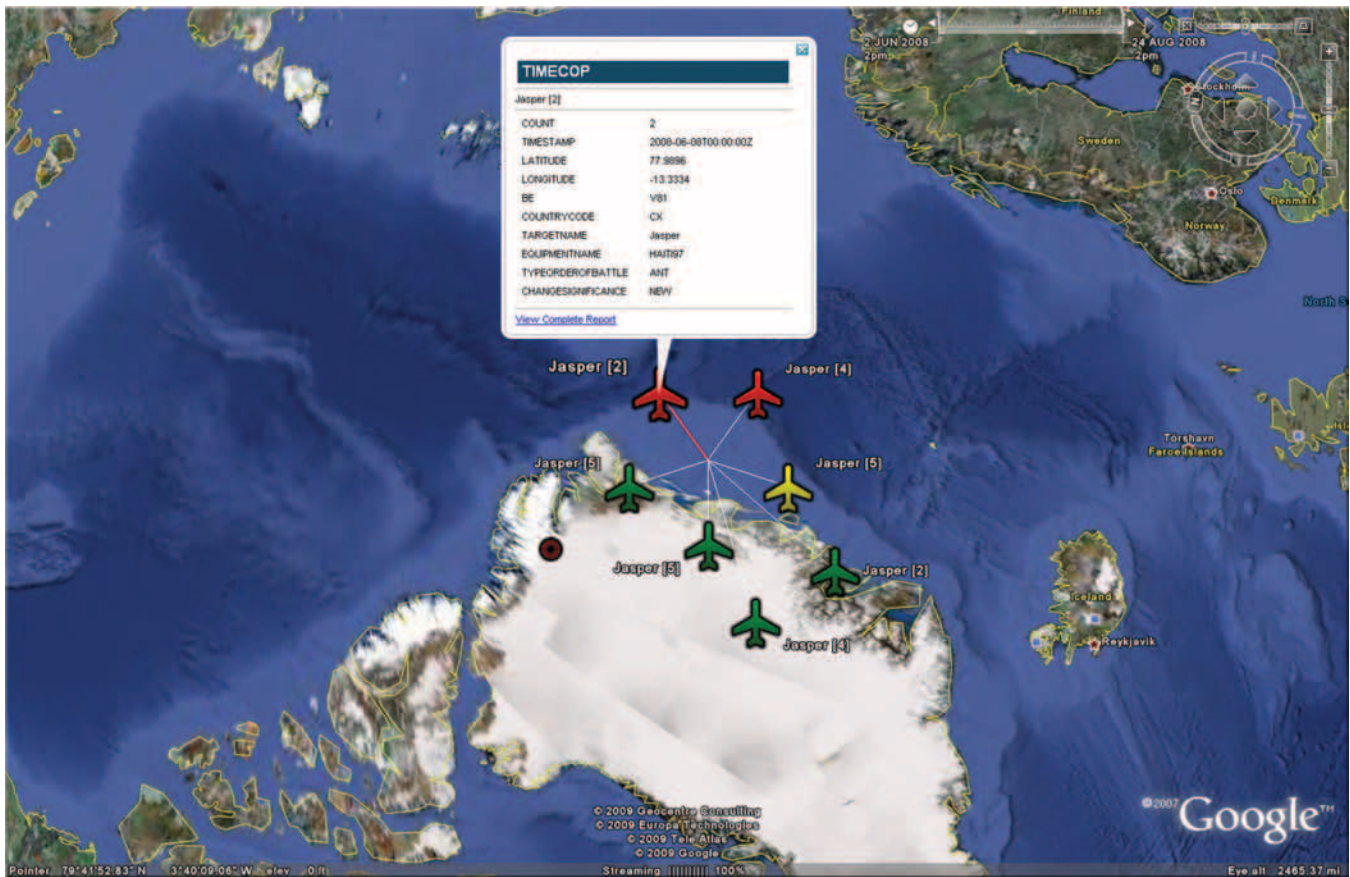 Finland
2 JUN 2008
2pm
24 AUG 2008
2pm
TIMECOP
Jasper [2]
COUNT 2
TIMESTAMP 2008-06-08T00:00:00Z
LATITUDE 77.9896
LONGITUDE -13.3334
BE V81
COUNTRYCODE CX
TARGETNAME Jasper
EQUIPMENTNAME HAITI97
TYPEORDEROFBATTLE ANT
CHANGESIGNIFICANCE NEW
View Complete Report
Stockholm
N
Sweden
Oslo
Denmark
Norway
North S
Jasper [2]
Jasper [4]
Jasper [5]
Jasper [5]
Torshavn
Faroe Islands
Jasper [5]
Jasper [2]
Jasper [4]
Iceland
Reykjavik
© 2009 Geocentre Consulting
© 2009 Europa Technologies
© 2009 Tele Atlas
© 2009 Google
©2007 Google™
Pointer 79°41'52.83" N 3°40'09.06" W elev 0 ft Streaming |||||||||| 100% Eye alt 2465.37 mi